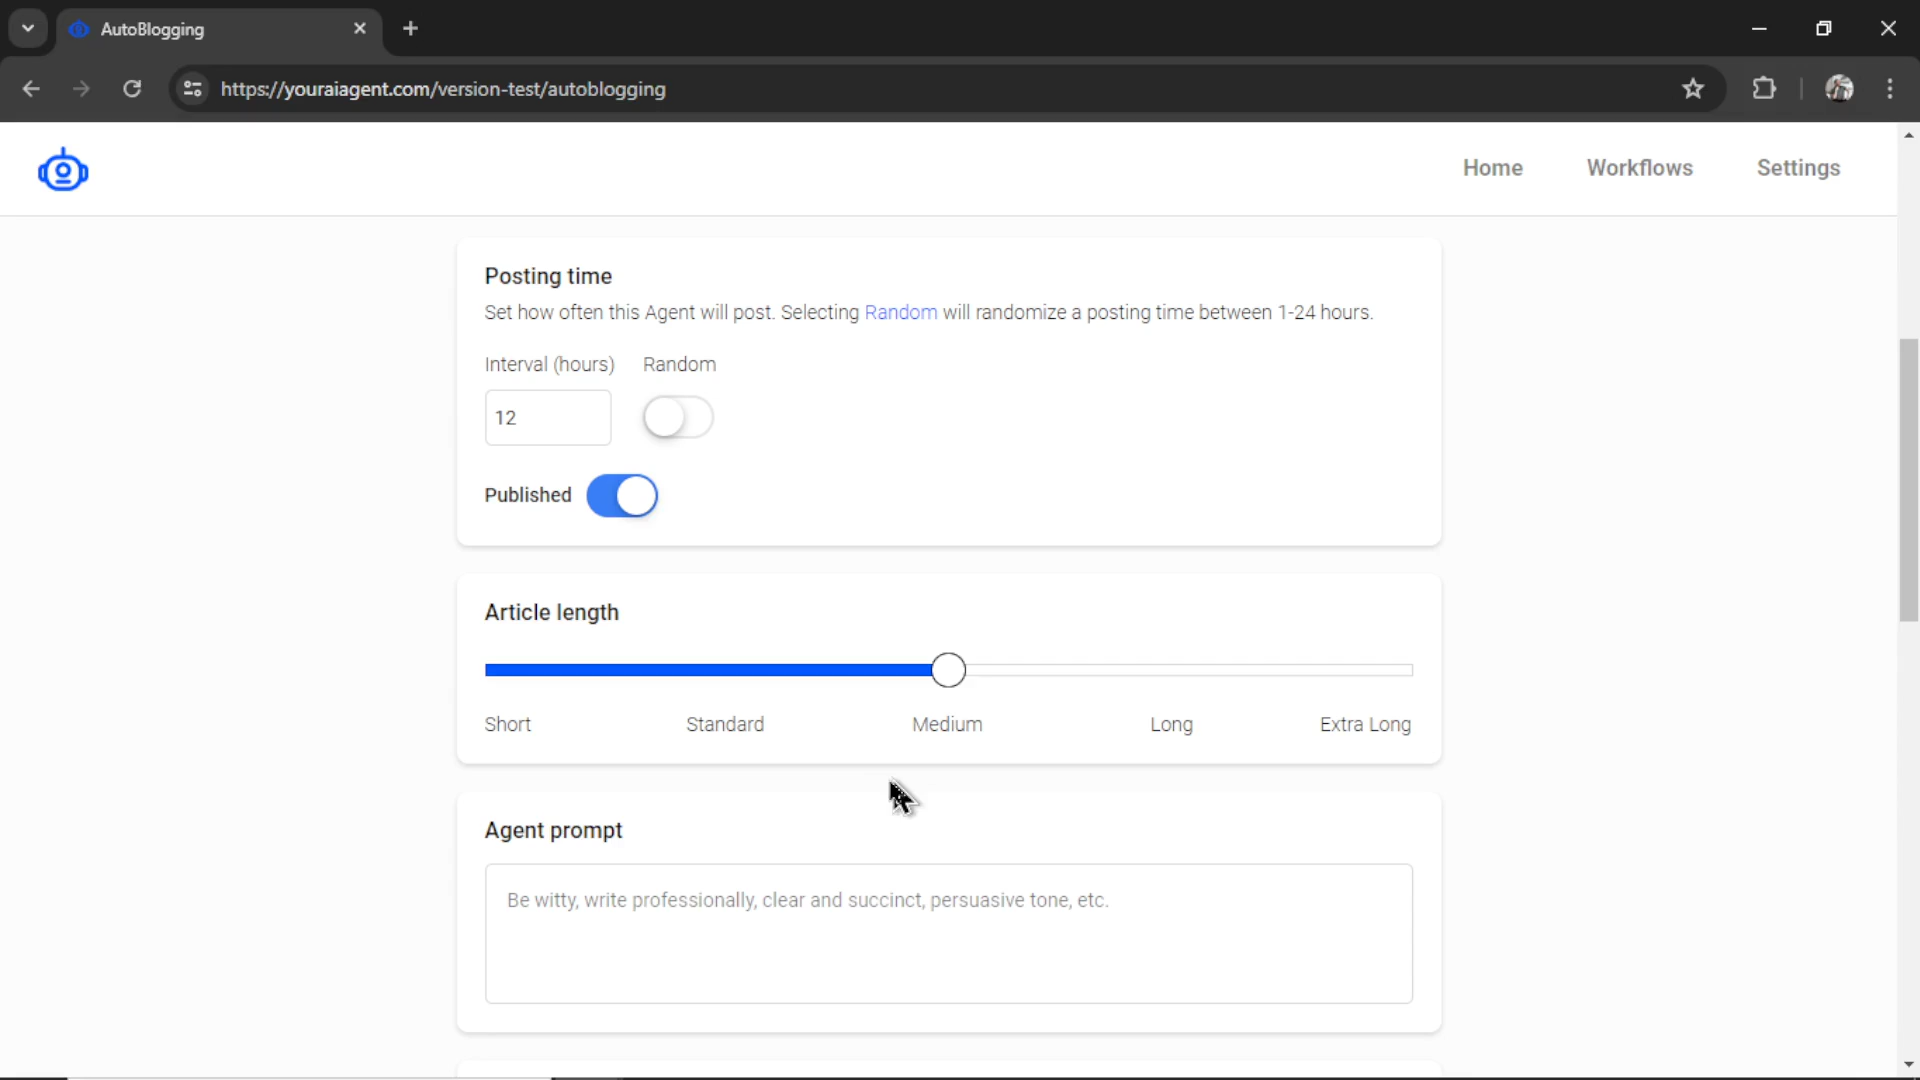 AutoBlogging
https://youraiagent.com/version-test/autoblogging
Home Workflows Settings
Posting time
Set how often this Agent will post. Selecting Random will randomize a posting time between 1-24 hours.
Interval (hours) Random
12
Published
Article length
Short Standard Medium Long Extra Long
Agent prompt
Be witty, write professionally, clear and succinct, persuasive tone, etc.